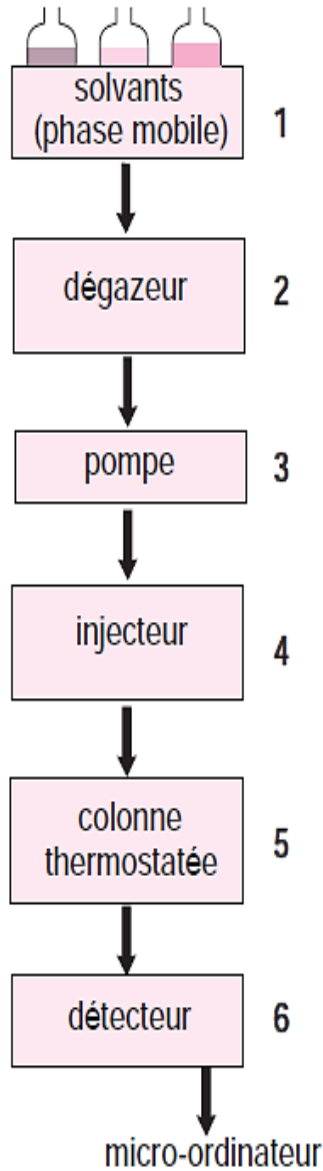 solvants
(phase mobile)
1
dégazeur
2
pompe
3
injecteur
4
colonne
thermostatée
5
détecteur
6
micro-ordinateur